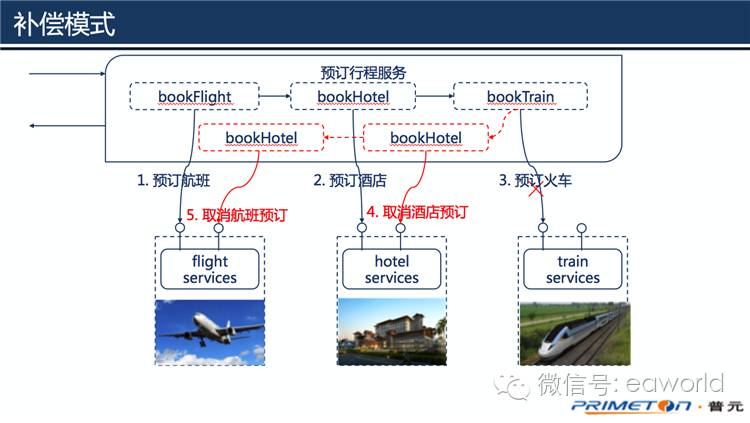 补偿模式
预订行程服务
bookFlight
bookHotel
bookTrain
bookHotel
bookHotel
1. 预订航班
2. 预订酒店
3. 预订火车
5. 取消航班预订
4. 取消酒店预订
flight
services
hotel
services
train
services
微信号: eaworld
PRIMETON · 普元